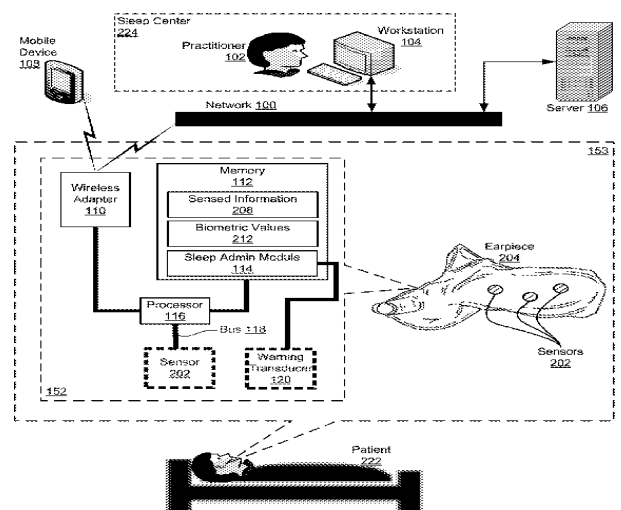 Sleep Center
224
Mobile
Device
108
Practitioner
102
Workstation
104
Network 100
Server 106
153
Wireless
Adapter
110
Memory
112
Sensed Information
208
Biometric Values
212
Sleep Admin Module
114
Earpiece
204
Processor
116
Bus 118
Sensor
202
Warning
Transducer
120
Sensors
202
152
Patient
222